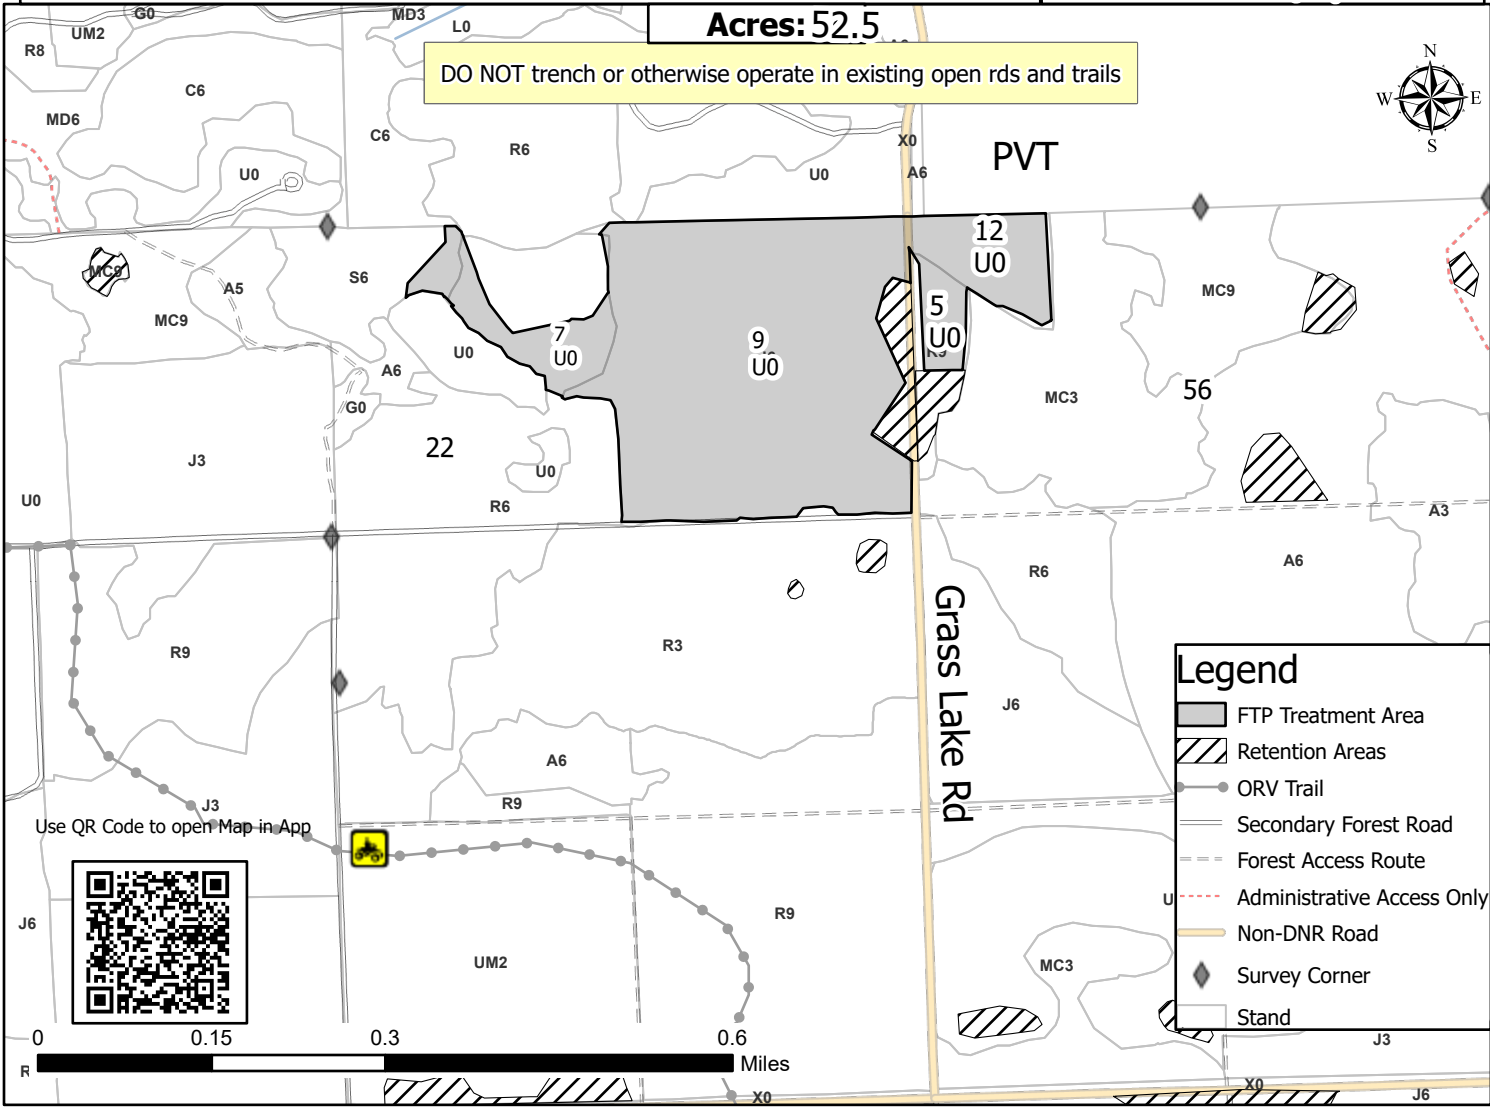 Acres: 52.5
DO NOT trench or otherwise operate in existing open rds and trails
G0
MD3
L0
UM2
R8
C6
MD6
C6
R6
X0
PVT
N
W
E
S
U0
U0
A6
12
U0
MC9
A5
S6
MC9
MC9
5
U0
R9
7
U0
9
U0
U0
A6
G0
MC3
56
22
J3
U0
U0
R6
A3
R6
A6
R9
R3
Grass Lake Rd
J6
A6
R9
J3
Use QR Code to open Map in App
J6
R9
UM2
MC3
U
Legend
FTP Treatment Area
Retention Areas
ORV Trail
Secondary Forest Road
Forest Access Route
Administrative Access Only
Non-DNR Road
Survey Corner
Stand
0
0.15
0.3
0.6
Miles
J3
R
X0
X0
J6